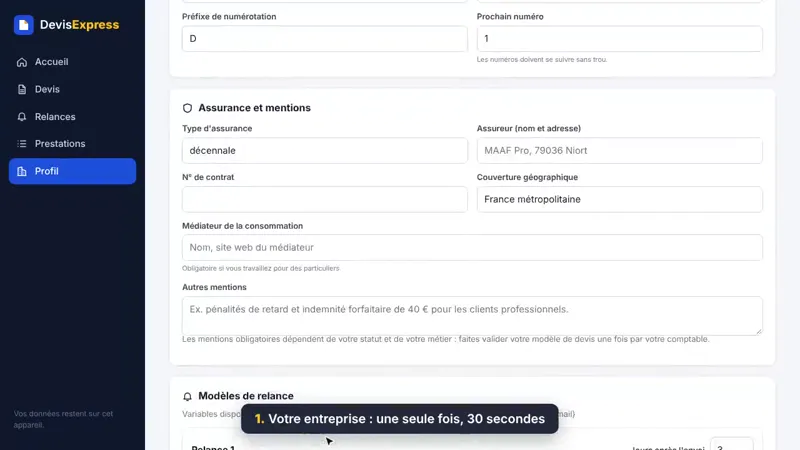 DevisExpress
Accueil
Devis
Relances
Prestations
Profil
Vos données restent sur cet
appareil.
Préfixe de numérotation
Prochain numéro
D
1
Les numéros doivent se suivre sans trou.
Assurance et mentions
Type d'assurance
Assureur (nom et adresse)
décennale
MAAF Pro, 79036 Niort
N° de contrat
Couverture géographique
France métropolitaine
Médiateur de la consommation
Nom, site web du médiateur
Obligatoire si vous travaillez pour des particuliers
Autres mentions
Ex. pénalités de retard et indemnité forfaitaire de 40 € pour les clients professionnels.
Les mentions obligatoires dépendent de votre statut et de votre métier : faites valider votre modèle de devis une fois par votre comptable.
Modèles de relance
Variables
1. Votre entreprise : une seule fois, 30 secondes
Relance 1
Jours après l'envoi